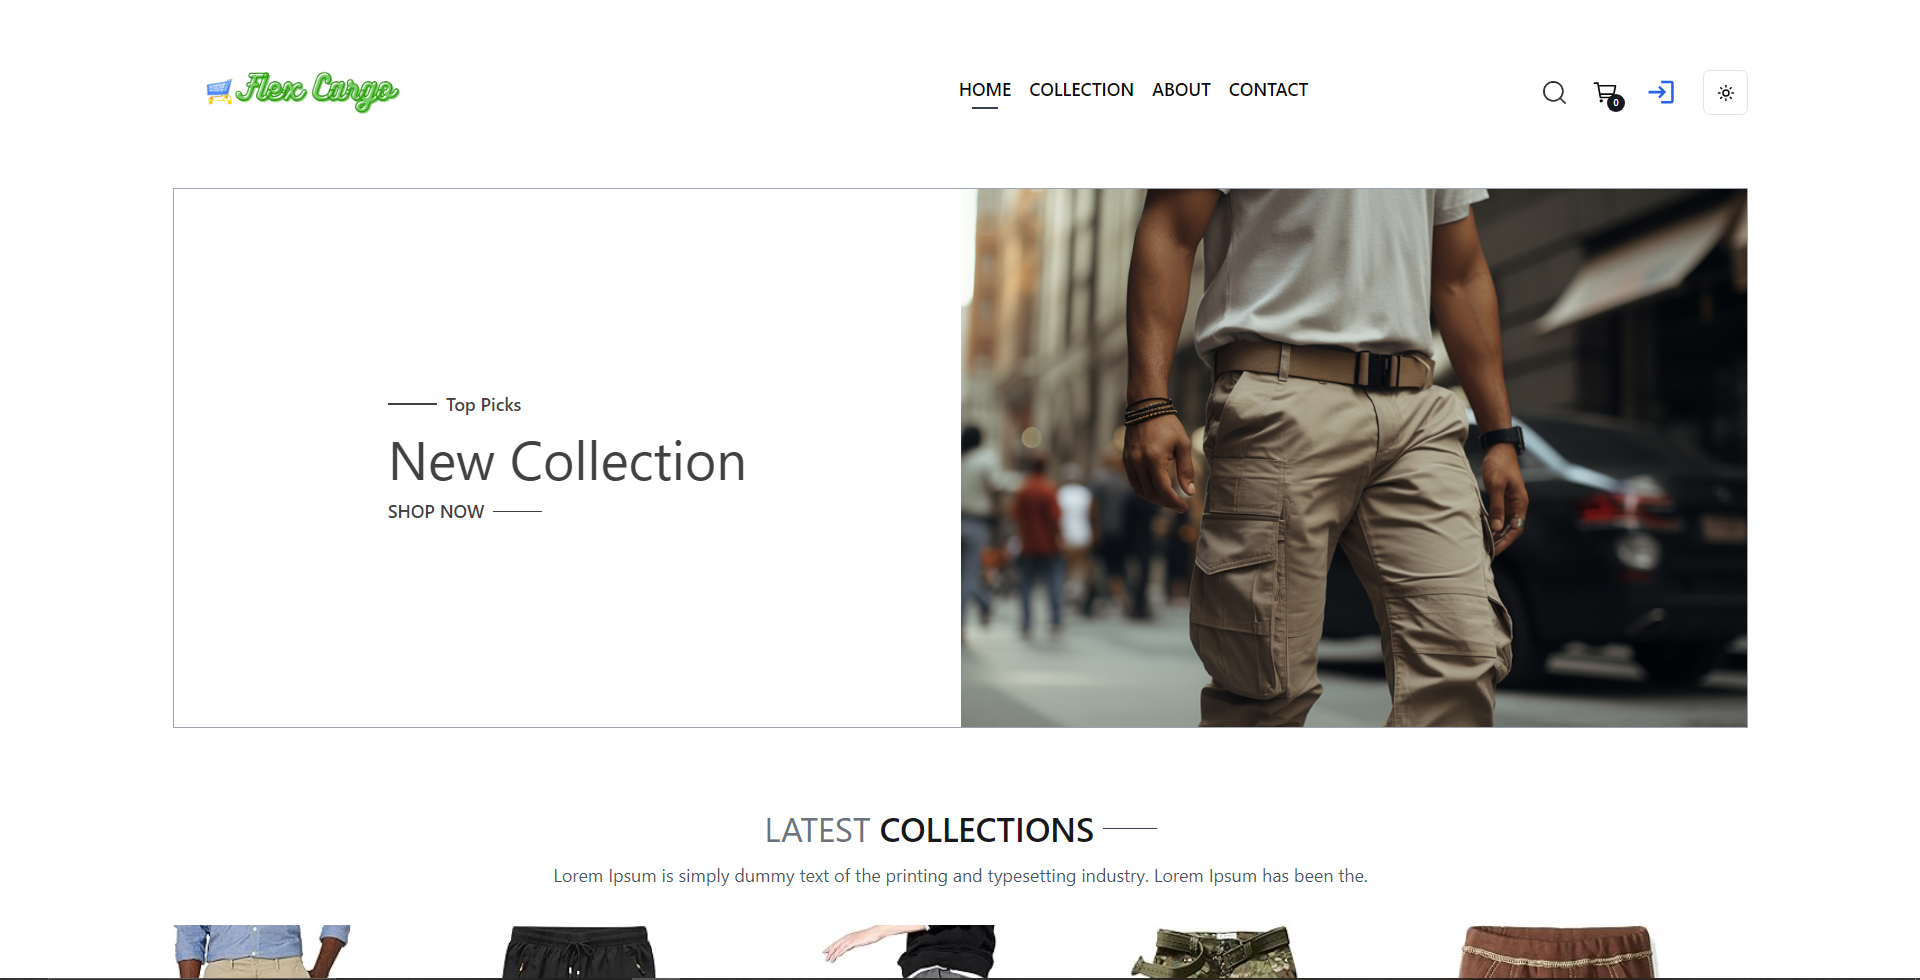 Flex Cargo
HOME COLLECTION ABOUT CONTACT
0
Top Picks
New Collection
SHOP NOW
LATEST COLLECTIONS
Lorem Ipsum is simply dummy text of the printing and typesetting industry. Lorem Ipsum has been the.